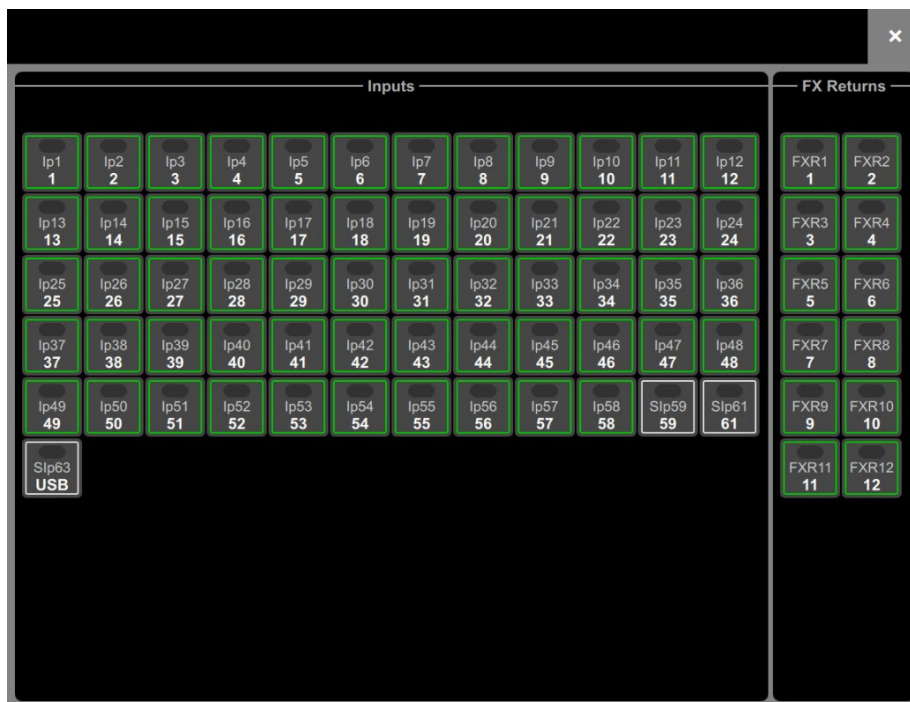 ×
Inputs
FX Returns
Ip1 Ip2 Ip3 Ip4 Ip5 Ip6 Ip7 Ip8 Ip9 Ip10 Ip11 Ip12 FXR1 FXR2
1 2 3 4 5 6 7 8 9 10 11 12 1 2
Ip13 Ip14 Ip15 Ip16 Ip17 Ip18 Ip19 Ip20 Ip21 Ip22 Ip23 Ip24 FXR3 FXR4
13 14 15 16 17 18 19 20 21 22 23 24 3 4
Ip25 Ip26 Ip27 Ip28 Ip29 Ip30 Ip31 Ip32 Ip33 Ip34 Ip35 Ip36 FXR5 FXR6
25 26 27 28 29 30 31 32 33 34 35 36 5 6
Ip37 Ip38 Ip39 Ip40 Ip41 Ip42 Ip43 Ip44 Ip45 Ip46 Ip47 Ip48 FXR7 FXR8
37 38 39 40 41 42 43 44 45 46 47 48 7 8
Ip49 Ip50 Ip51 Ip52 Ip53 Ip54 Ip55 Ip56 Ip57 Ip58 SIp59 SIp61 FXR9 FXR10
49 50 51 52 53 54 55 56 57 58 59 61 9 10
SIp63 FXR11 FXR12
USB 11 12